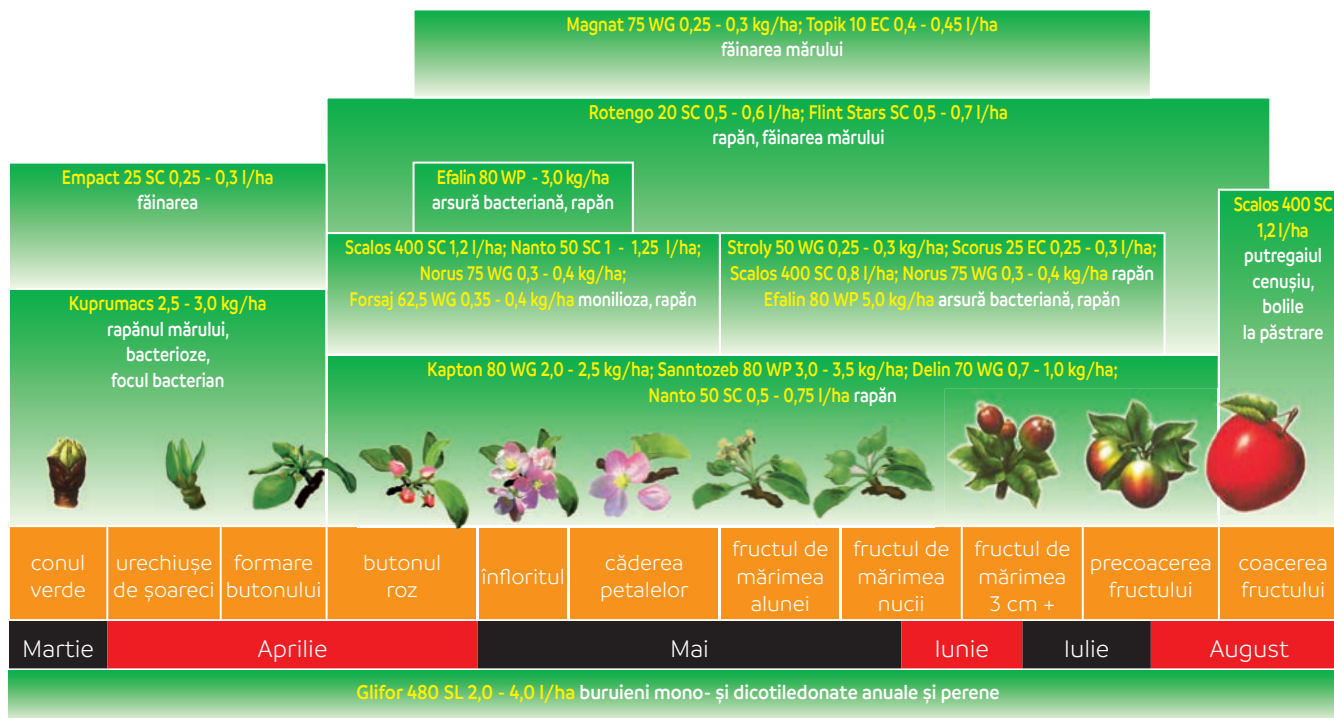 Magnat 75 WG 0,25 - 0,3 kg/ha; Topik 10 EC 0,4 - 0,45 l/ha
făinarea mărului
Rotengo 20 SC 0,5 - 0,6 l/ha; Flint Stars SC 0,5 - 0,7 l/ha
rapăn, făinarea mărului
Empact 25 SC 0,25 - 0,3 l/ha
făinarea
Efalin 80 WP - 3,0 kg/ha
arsură bacteriană, rapăn
Scalos 400 SC
1,2 l/ha
putregaiul
cenușiu,
bolile
la păstrare
Scalos 400 SC 1,2 l/ha; Nanto 50 SC 1 - 1,25 l/ha;
Norus 75 WG 0,3 - 0,4 kg/ha;
Forsaj 62,5 WG 0,35 - 0,4 kg/ha monilioza, rapăn
Stroly 50 WG 0,25 - 0,3 kg/ha; Scorus 25 EC 0,25 - 0,3 l/ha;
Scalos 400 SC 0,8 l/ha; Norus 75 WG 0,3 - 0,4 kg/ha rapăn
Efalin 80 WP 5,0 kg/ha arsură bacteriană, rapăn
Kuprumacs 2,5 - 3,0 kg/ha
rapănul mărului,
bacterioze,
focul bacterian
Kapton 80 WG 2,0 - 2,5 kg/ha; Sanntozeb 80 WP 3,0 - 3,5 kg/ha; Delin 70 WG 0,7 - 1,0 kg/ha;
Nanto 50 SC 0,5 - 0,75 l/ha rapăn
conul
verde
urechiușe
de șoareci
formare
butonului
butonul
roz
înfloritul
căderea
petalelor
fructul de
mărimea
alunei
fructul de
mărimea
nucii
fructul de
mărimea
3 cm +
precoacerea
fructului
coacerea
fructului
Martie
Aprilie
Mai
Iunie
Iulie
August
Glifor 480 SL 2,0 - 4,0 l/ha buruieni mono- și dicotiledonate anuale și perene